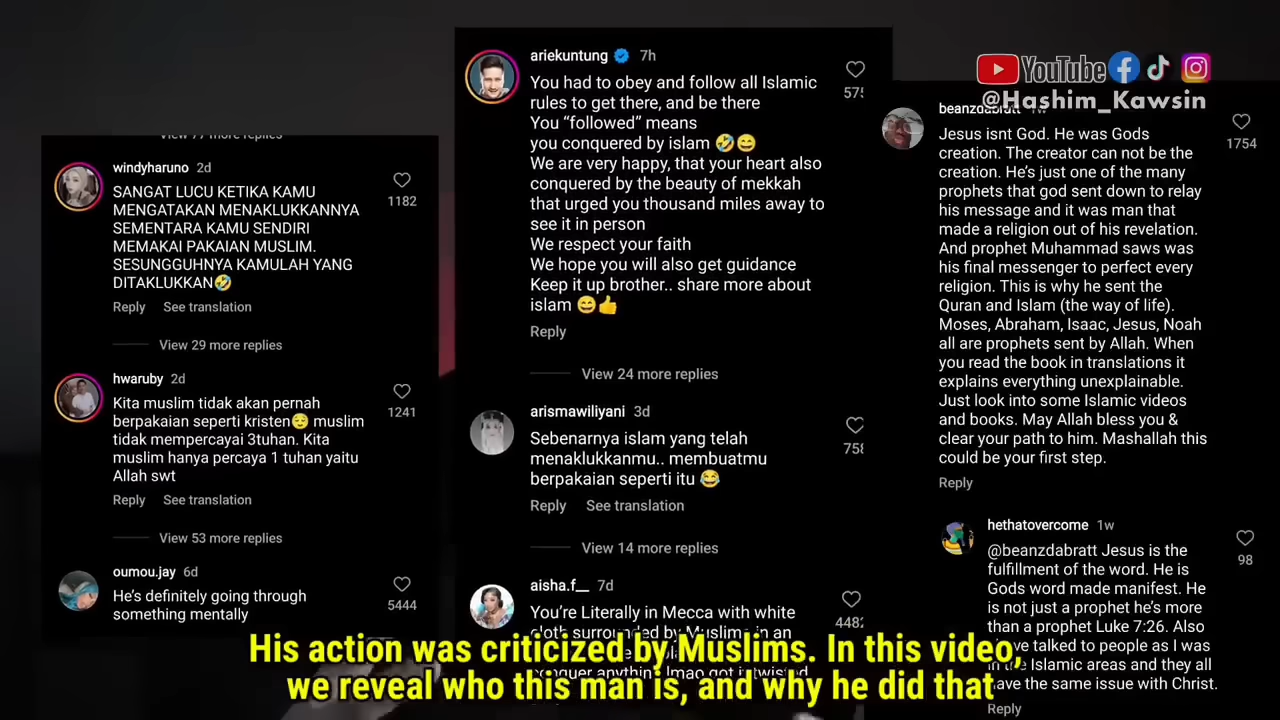 View 77 more replies
windyharuno 2d
SANGAT LUCU KETIKA KAMU
MENGATAKAN MENAKLUKKANNYA
SEMENTARA KAMU SENDIRI
MEMAKAI PAKAIAN MUSLIM.
SESUNGGUHNYA KAMULAH YANG
DITAKLUKKAN🤣
1182
Reply See translation
View 29 more replies
hwaruby 2d
Kita muslim tidak akan pernah
berpakaian seperti kristen😌 muslim
tidak mempercayai 3tuhan. Kita
muslim hanya percaya 1 tuhan yaitu
Allah swt
1241
Reply See translation
View 53 more replies
oumou.jay 6d
He's definitely going through
something mentally
5444
ariekuntung 7h
You had to obey and follow all Islamic
rules to get there, and be there
You “followed” means
you conquered by islam 🤣😄
We are very happy, that your heart also
conquered by the beauty of mekkah
that urged you thousand miles away to
see it in person
We respect your faith
We hope you will also get guidance
Keep it up brother.. share more about
islam 😄👍
575
Reply
View 24 more replies
arismawiliyani 3d
Sebenarnya islam yang telah
menaklukkanmu.. membuatmu
berpakaian seperti itu 😂
758
Reply See translation
View 14 more replies
aisha.f__ 7d
You're Literally in Mecca with white
cloth surrounded by Muslims in an
conquer anything lmao got twisted
4482
YouTube
@Hashim_Kawsin
beanzdabratt 1w
Jesus isnt God. He was Gods
creation. The creator can not be the
creation. He's just one of the many
prophets that god sent down to relay
his message and it was man that
made a religion out of his revelation.
And prophet Muhammad saws was
his final messenger to perfect every
religion. This is why he sent the
Quran and Islam (the way of life).
Moses, Abraham, Isaac, Jesus, Noah
all are prophets sent by Allah. When
you read the book in translations it
explains everything unexplainable.
Just look into some Islamic videos
and books. May Allah bless you &
clear your path to him. Mashallah this
could be your first step.
1754
Reply
hethatovercome 1w
@beanzdabratt Jesus is the
fulfillment of the word. He is
Gods word made manifest. He
is not just a prophet he's more
than a prophet Luke 7:26. Also
have talked to people as I was
in the Islamic areas and they all
have the same issue with Christ.
98
Reply
His action was criticized by Muslims. In this video,
we reveal who this man is, and why he did that